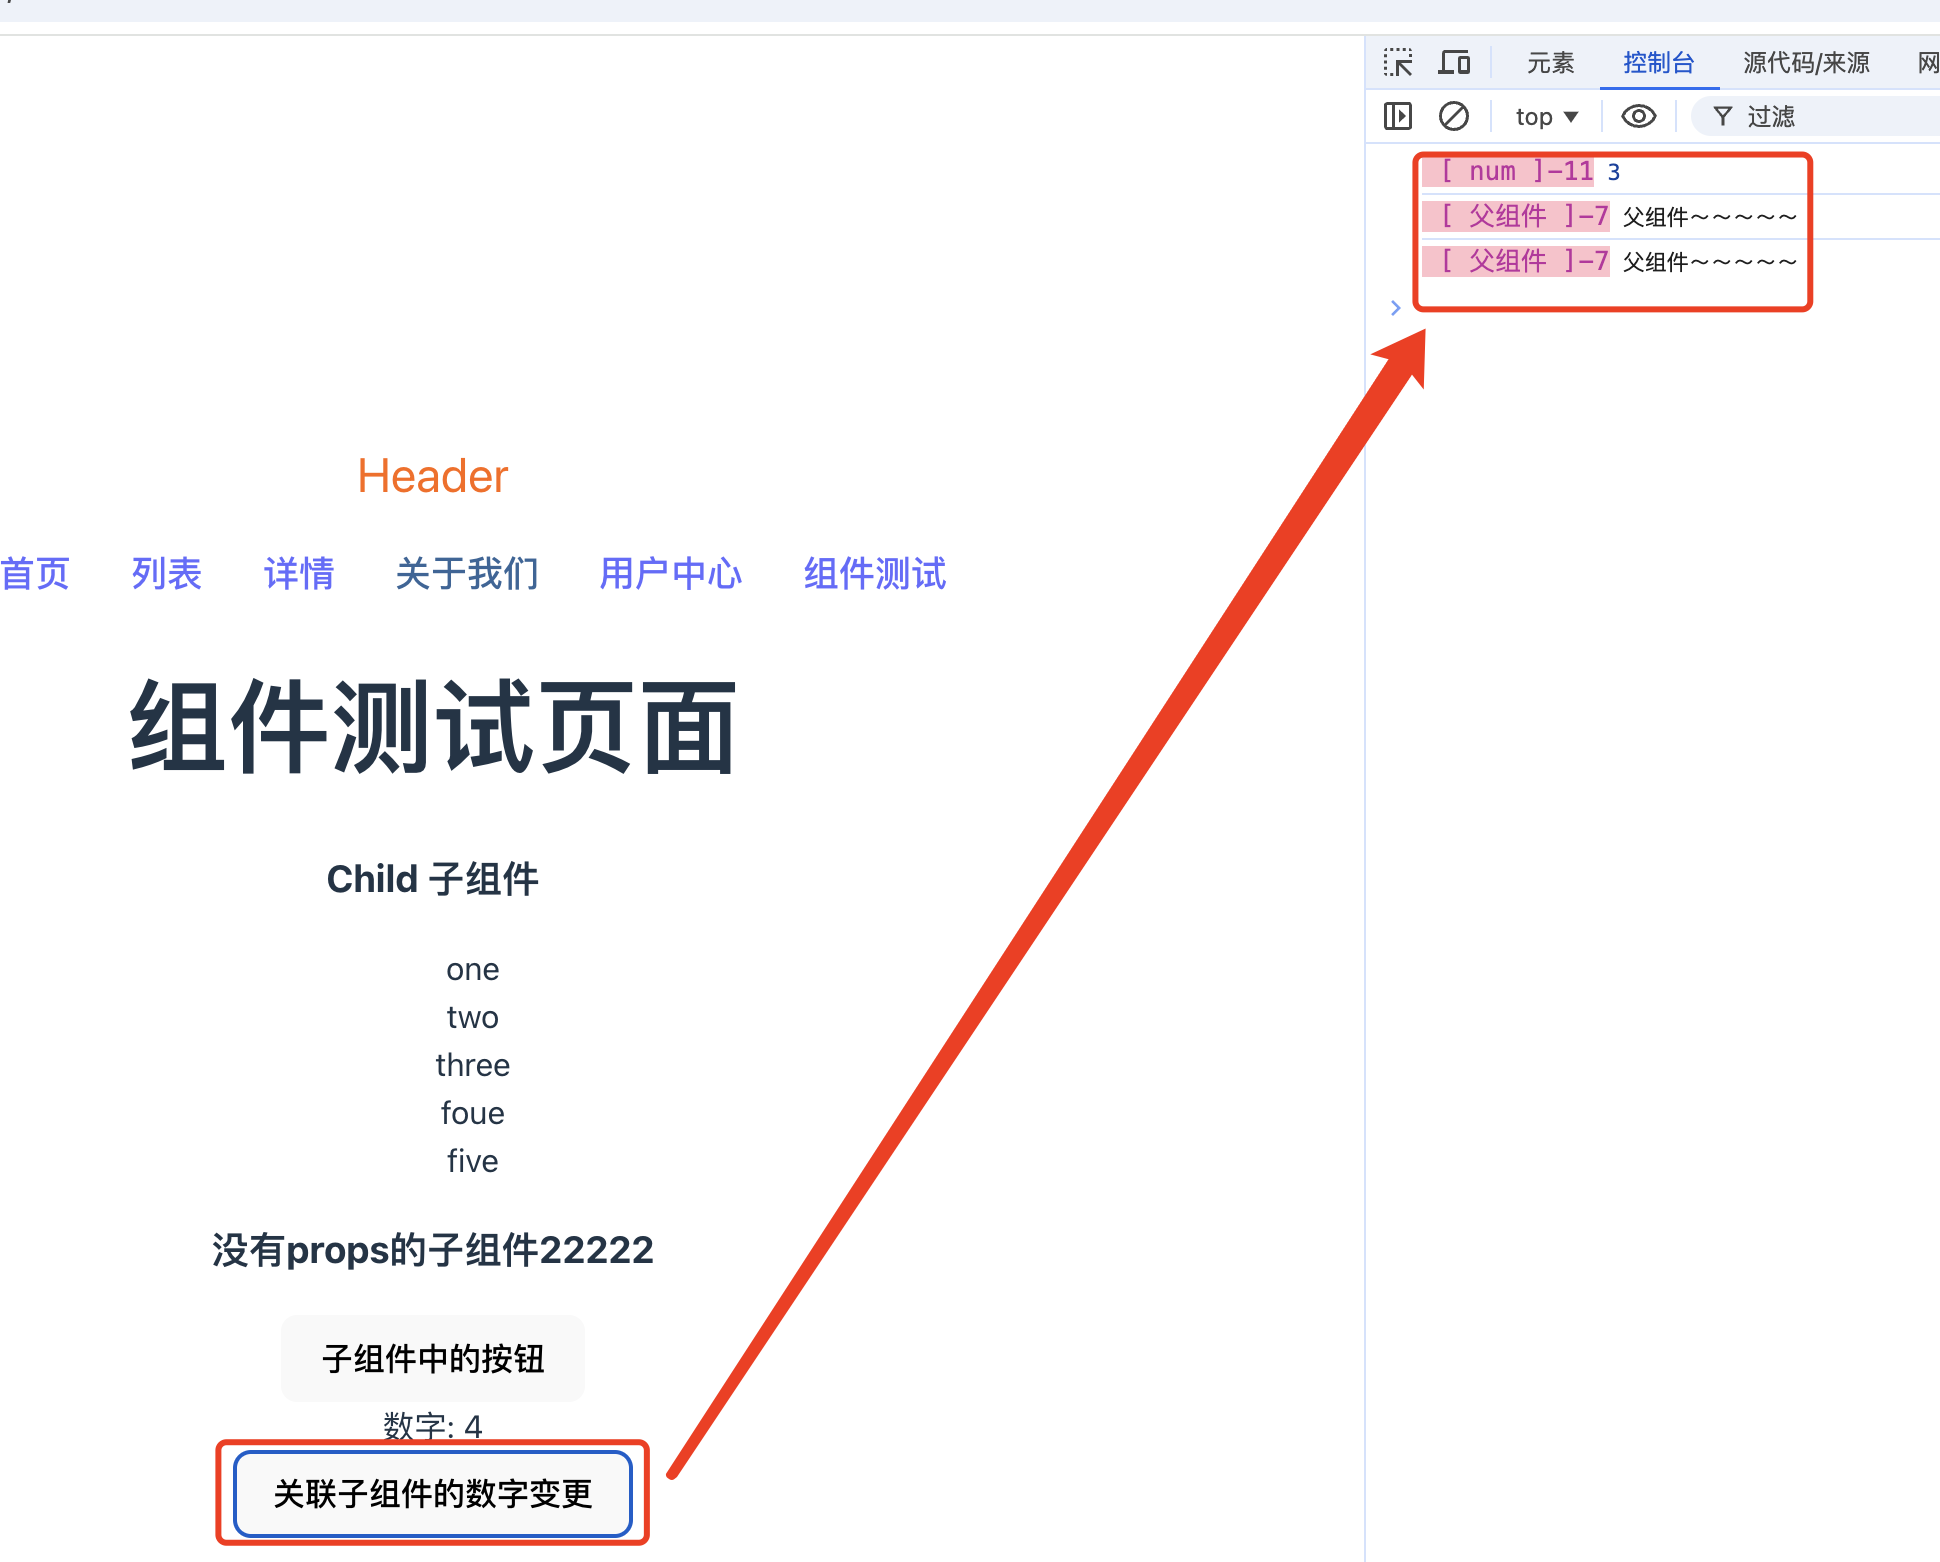 元素 控制台 源代码/来源 网
top 过滤
[ num ]-11 3
[ 父组件 ]-7 父组件~~~~~
[ 父组件 ]-7 父组件~~~~~
Header
首页 列表 详情 关于我们 用户中心 组件测试
组件测试页面
Child 子组件
one
two
three
foue
five
没有props的子组件22222
子组件中的按钮
数字: 4
关联子组件的数字变更